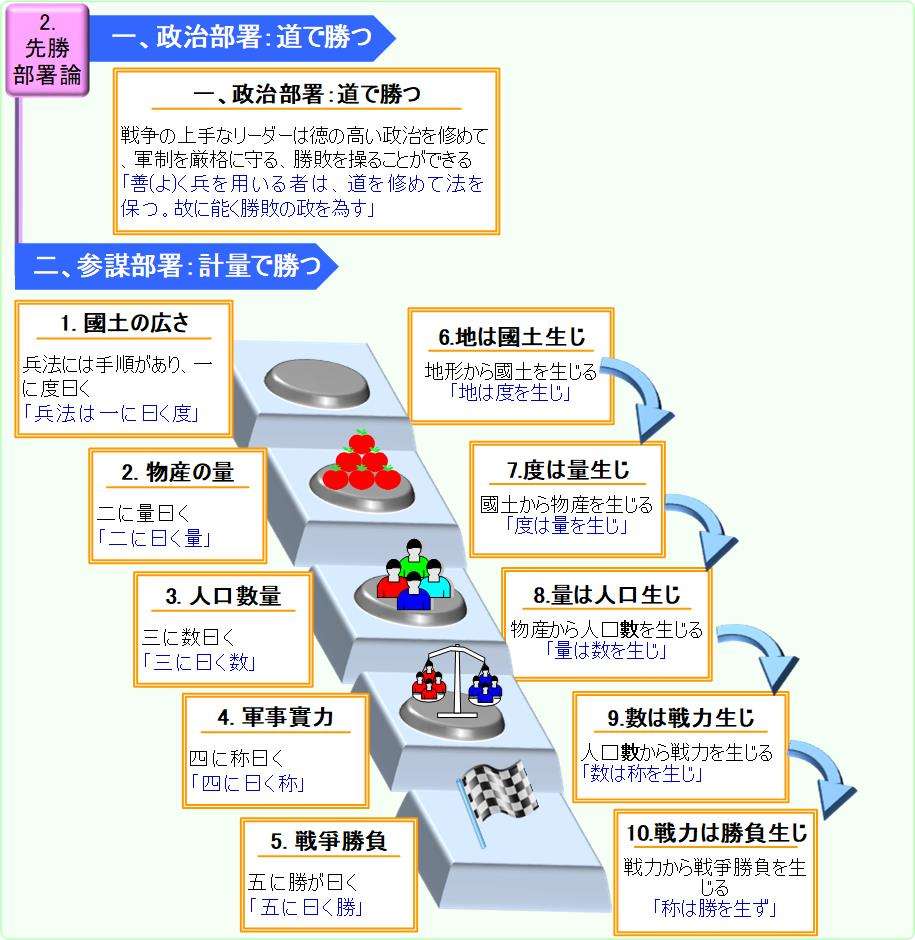 2.
先勝
部署論
一、政治部署：道で勝つ
一、政治部署：道で勝つ
戦争の上手なリーダーは徳の高い政治を修めて
、軍制を厳格に守る、勝敗を操ることができる
「善(よ)く兵を用いる者は、道を修めて法を
保つ。故に能く勝敗の政を為す」
二、参謀部署：計量で勝つ
1. 國土の広さ
兵法には手順があり、一
に度曰く
「兵法は一に曰く度」
2. 物産の量
二に量曰く
「二に曰く量」
3. 人口數量
三に数曰く
「三に曰く数」
4. 軍事實力
四に称曰く
「四に曰く称」
5. 戦爭勝負
五に勝が曰く
「五に曰く勝」
6.地は國土生じ
地形から國土を生じる
「地は度を生じ」
7.度は量生じ
國土から物産を生じる
「度は量を生じ」
8.量は人口生じ
物産から人口數を生じる
「量は数を生じ」
9.數は戦力生じ
人口數から戦力を生じる
「数は称を生じ」
10.戦力は勝負生じ
戦力から戦爭勝負を生
じる
「称は勝を生ず」